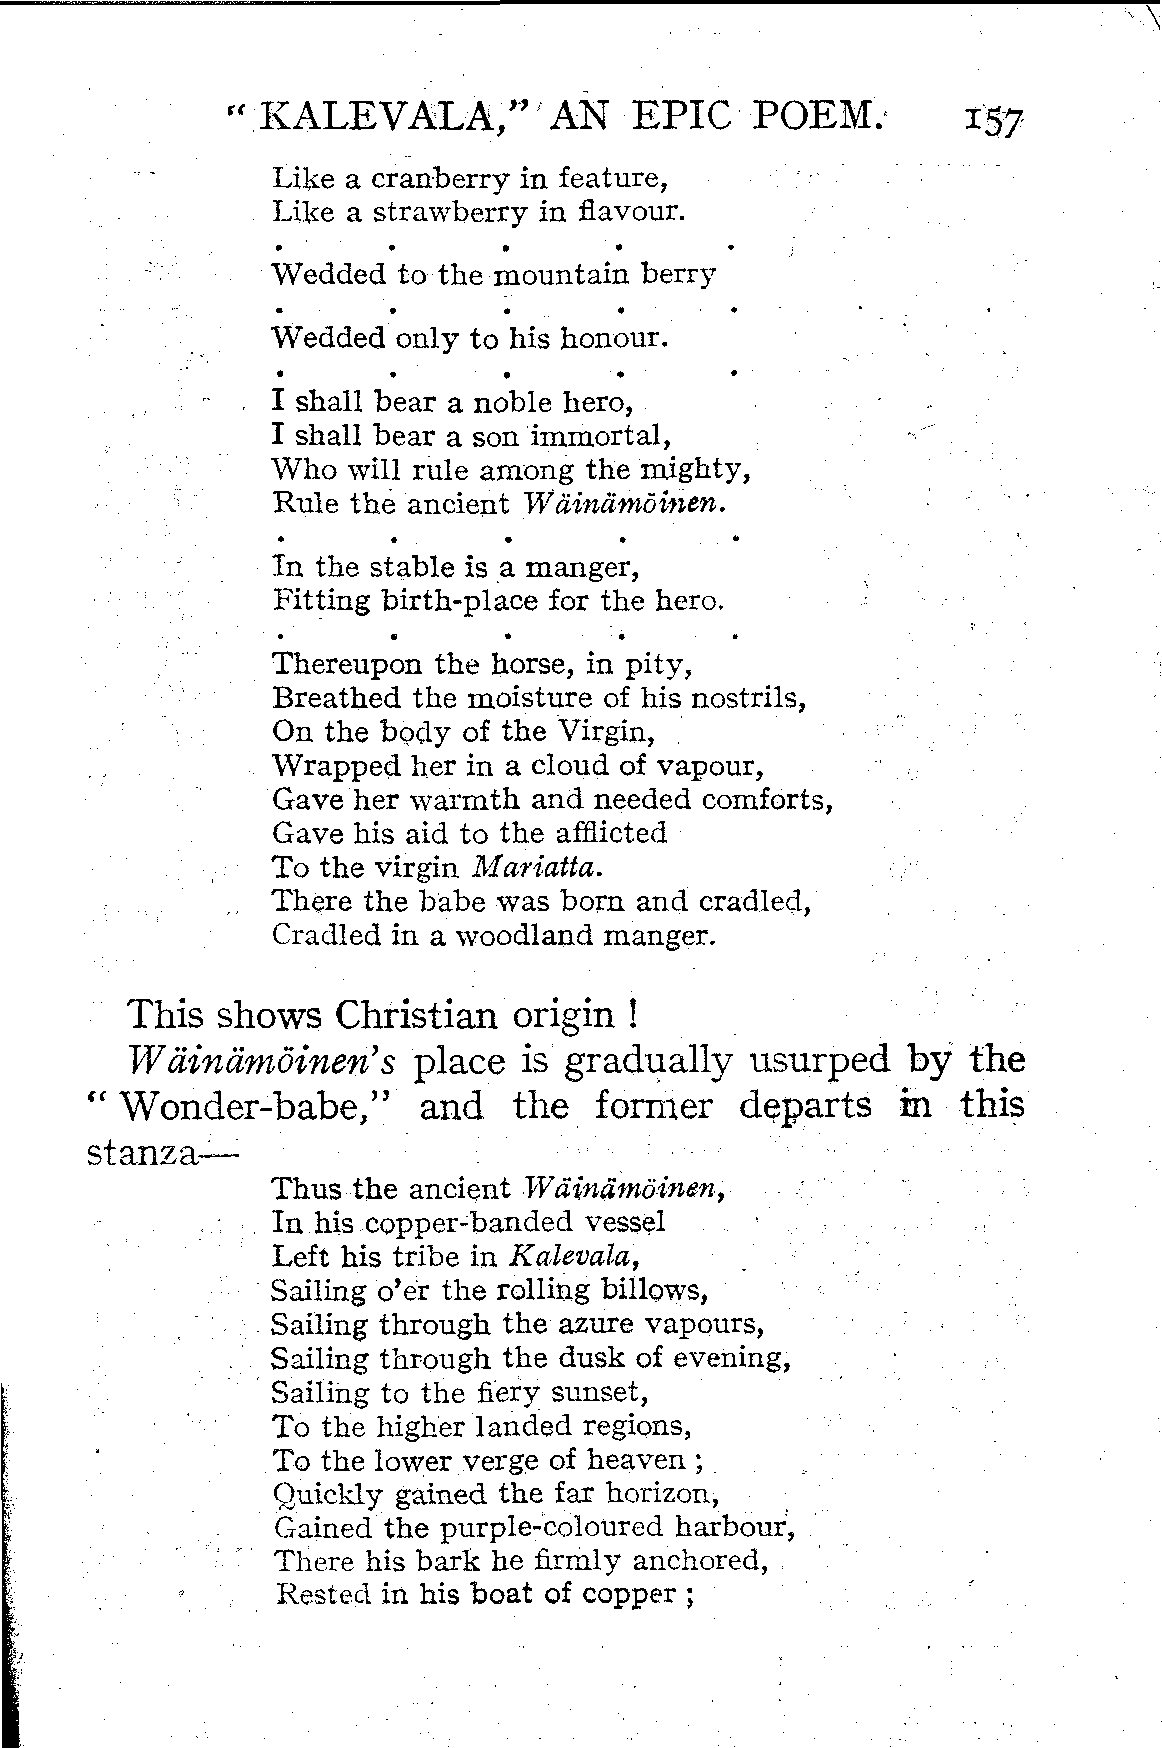 “ KALEVALA,” AN EPIC POEM. 157
Like a cranberry in feature,
Like a strawberry in flavour.
. . . . .
Wedded to the mountain berry
. . . . .
Wedded only to his honour.
. . . . .
I shall bear a noble hero,
I shall bear a son immortal,
Who will rule among the mighty,
Rule the ancient Wäinämöinen.
. . . . .
In the stable is a manger,
Fitting birth-place for the hero.
. . . . .
Thereupon the horse, in pity,
Breathed the moisture of his nostrils,
On the body of the Virgin,
Wrapped her in a cloud of vapour,
Gave her warmth and needed comforts,
Gave his aid to the afflicted
To the virgin Mariatta.
There the babe was born and cradled,
Cradled in a woodland manger.
This shows Christian origin !
Wäinämöinen’s place is gradually usurped by the
“ Wonder-babe,” and the former departs in this
stanza—
Thus the ancient Wäinämöinen,
In his copper-banded vessel
Left his tribe in Kalevala,
Sailing o’er the rolling billows,
Sailing through the azure vapours,
Sailing through the dusk of evening,
Sailing to the fiery sunset,
To the higher landed regions,
To the lower verge of heaven ;
Quickly gained the far horizon,
Gained the purple-coloured harbour,
There his bark he firmly anchored,
Rested in his boat of copper ;